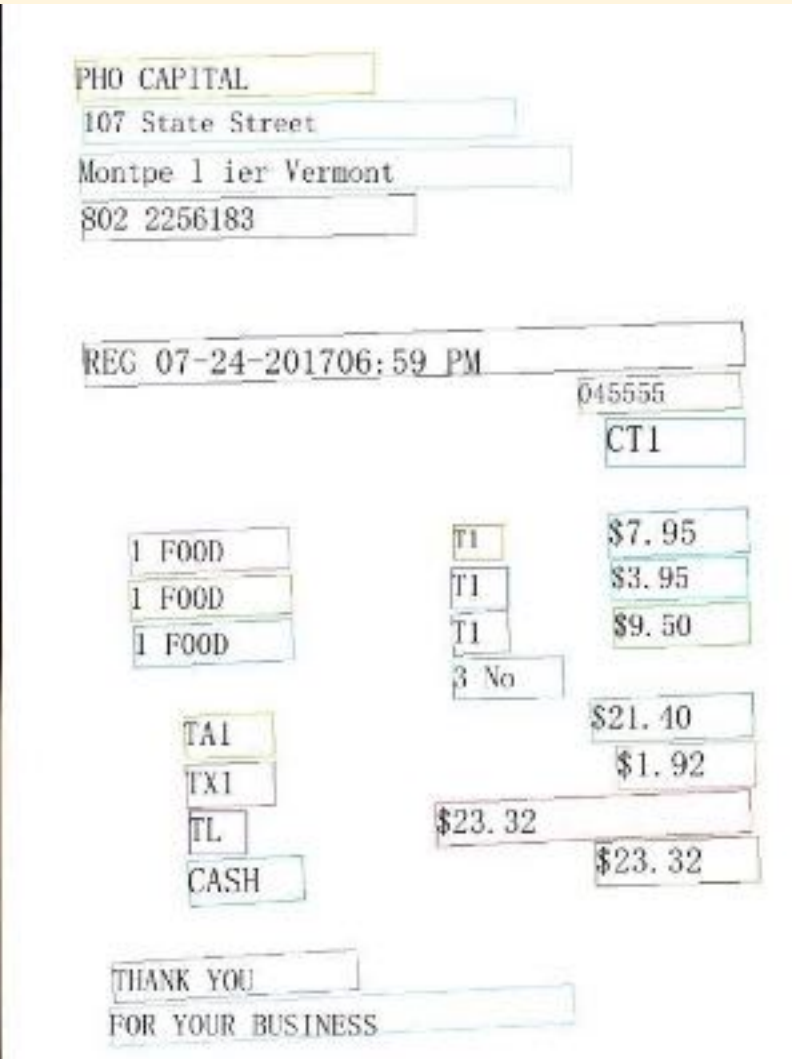 PHO CAPITAL
107 State Street
Montpe l ier Vermont
802 2256183
REG 07-24-201706:59 PM
045555
CT1
1 FOOD T1 $7.95
1 FOOD T1 $3.95
1 FOOD T1 $9.50
3 No
TA1 $21.40
TX1 $1.92
TL $23.32
CASH $23.32
THANK YOU
FOR YOUR BUSINESS